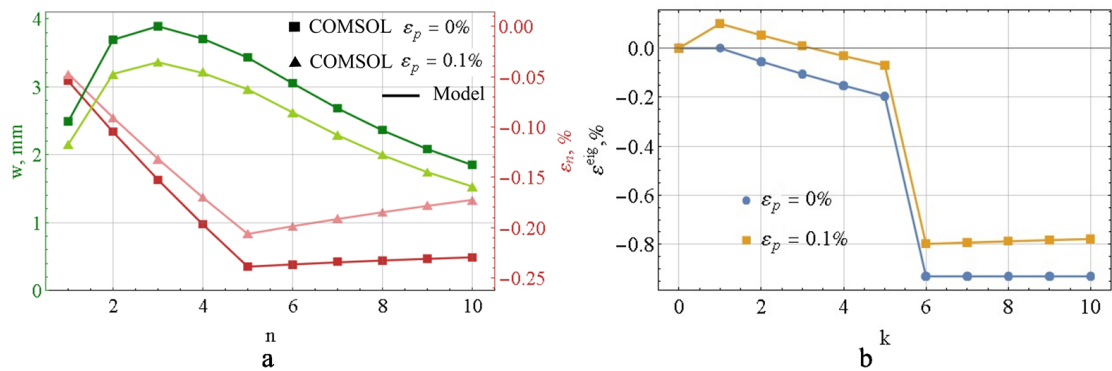 COMSOL εp = 0%
COMSOL εp = 0.1%
Model
w, mm
4
3
2
1
0
0.00
−0.05
−0.10
−0.15
−0.20
−0.25
εn, %
2
4
6
8
10
n
a
εeig,%
0.0
−0.2
−0.4
−0.6
−0.8
εp = 0%
εp = 0.1%
0
2
4
6
8
10
k
b